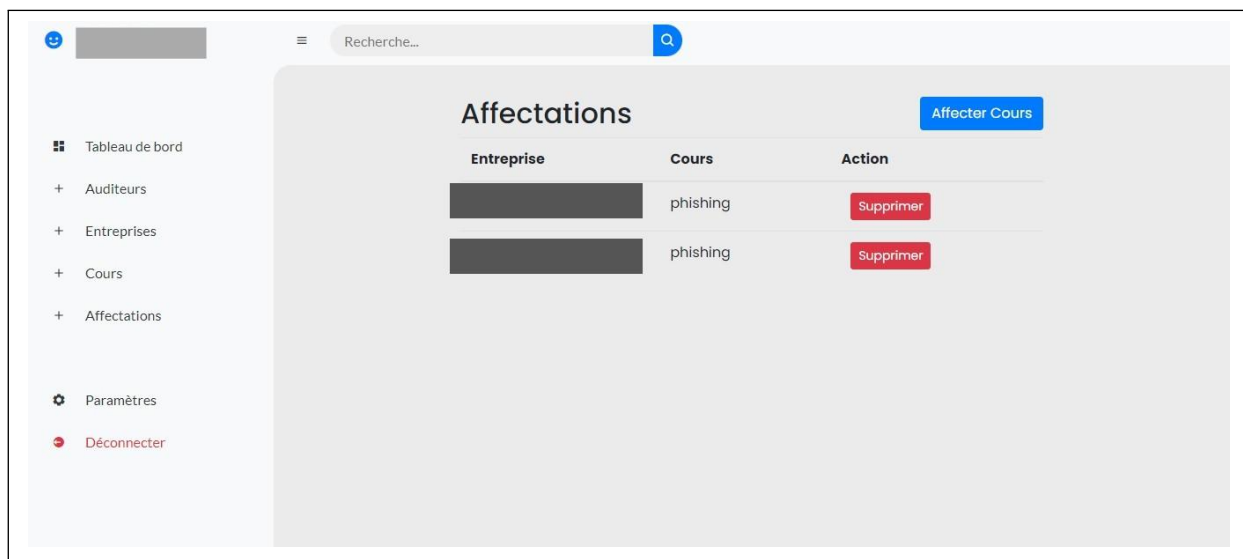 Recherche...
Tableau de bord
Auditeurs
Entreprises
Cours
Affectations
Paramètres
Déconnecter
Affectations
Affecter Cours
Entreprise Cours Action
phishing Supprimer
phishing Supprimer